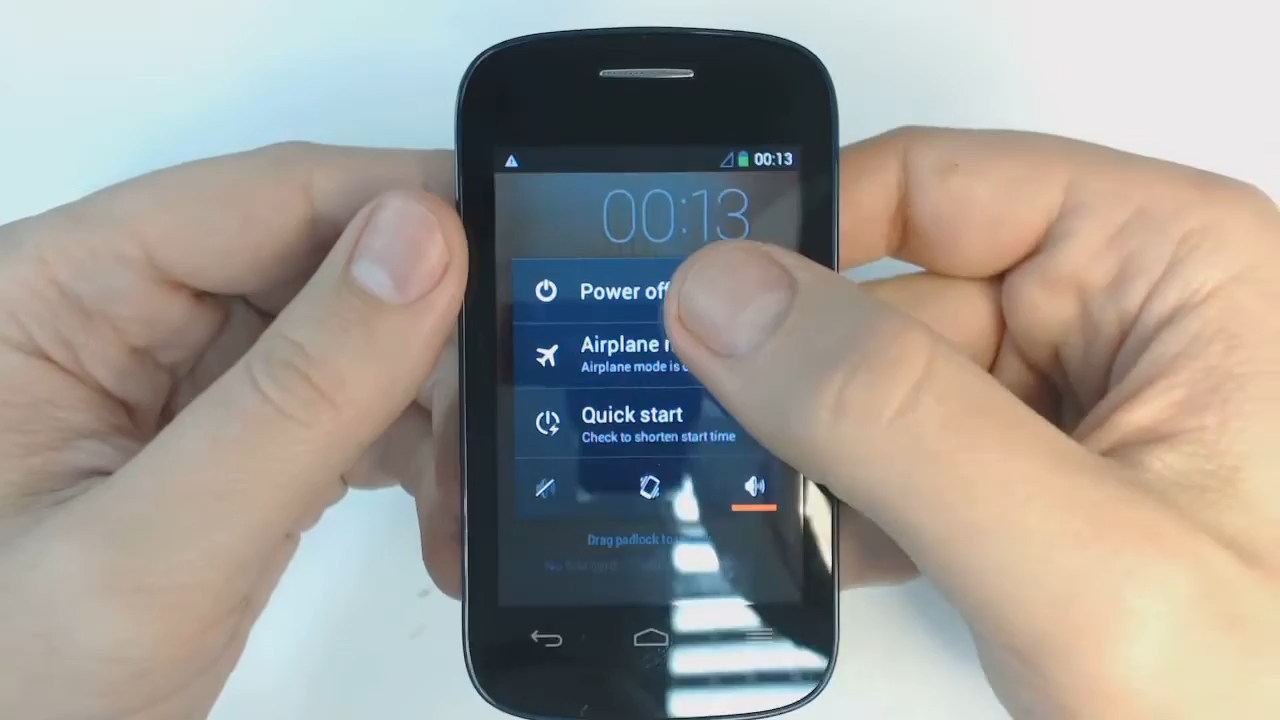 00:13
00:13
Power off
Airplane
Airplane mode is
Quick start
Check to shorten start time
Drag padlock to